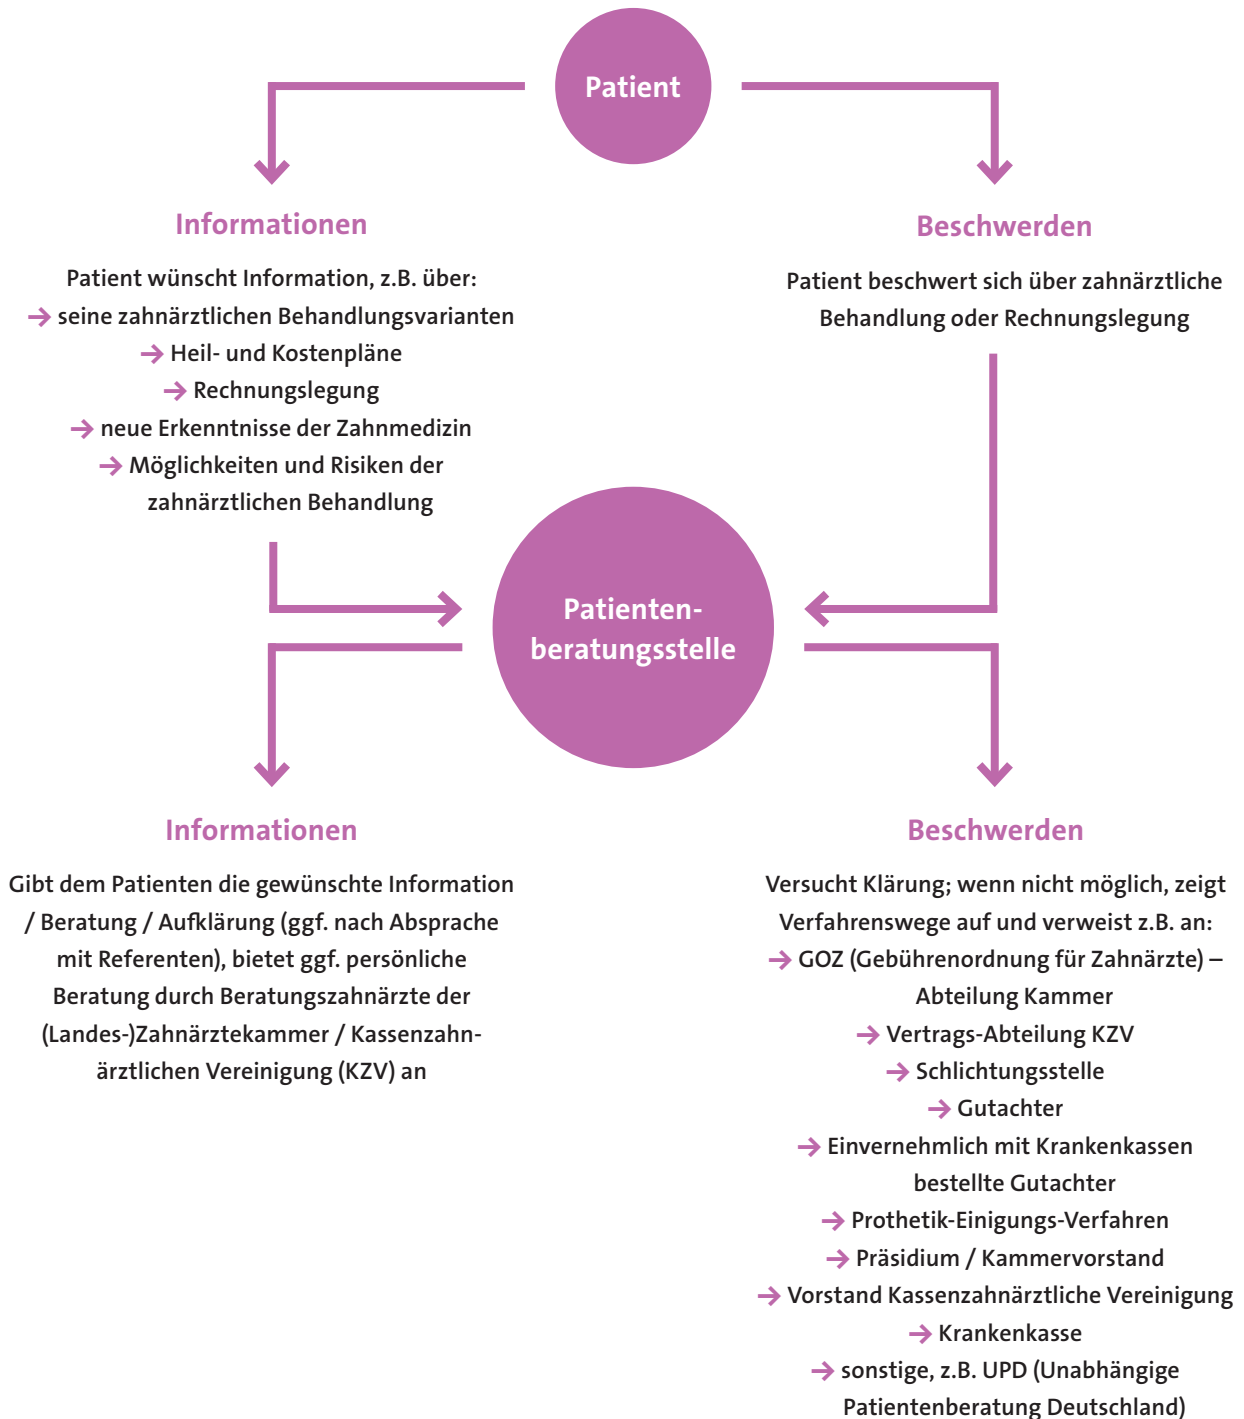 Patient
Informationen
Patient wünscht Information, z.B. über:
→ seine zahnärztlichen Behandlungsvarianten
→ Heil- und Kostenpläne
→ Rechnungslegung
→ neue Erkenntnisse der Zahnmedizin
→ Möglichkeiten und Risiken der
zahnärztlichen Behandlung
Beschwerden
Patient beschwert sich über zahnärztliche
Behandlung oder Rechnungslegung
Patienten-
beratungsstelle
Informationen
Gibt dem Patienten die gewünschte Information
/ Beratung / Aufklärung (ggf. nach Absprache
mit Referenten), bietet ggf. persönliche
Beratung durch Beratungszahnärzte der
(Landes-)Zahnärztekammer / Kassenzahn-
ärztlichen Vereinigung (KZV) an
Beschwerden
Versucht Klärung; wenn nicht möglich, zeigt
Verfahrenswege auf und verweist z.B. an:
→ GOZ (Gebührenordnung für Zahnärzte) –
Abteilung Kammer
→ Vertrags-Abteilung KZV
→ Schlichtungsstelle
→ Gutachter
→ Einvernehmlich mit Krankenkassen
bestellte Gutachter
→ Prothetik-Einigungs-Verfahren
→ Präsidium / Kammervorstand
→ Vorstand Kassenzahnärztliche Vereinigung
→ Krankenkasse
→ sonstige, z.B. UPD (Unabhängige
Patientenberatung Deutschland)